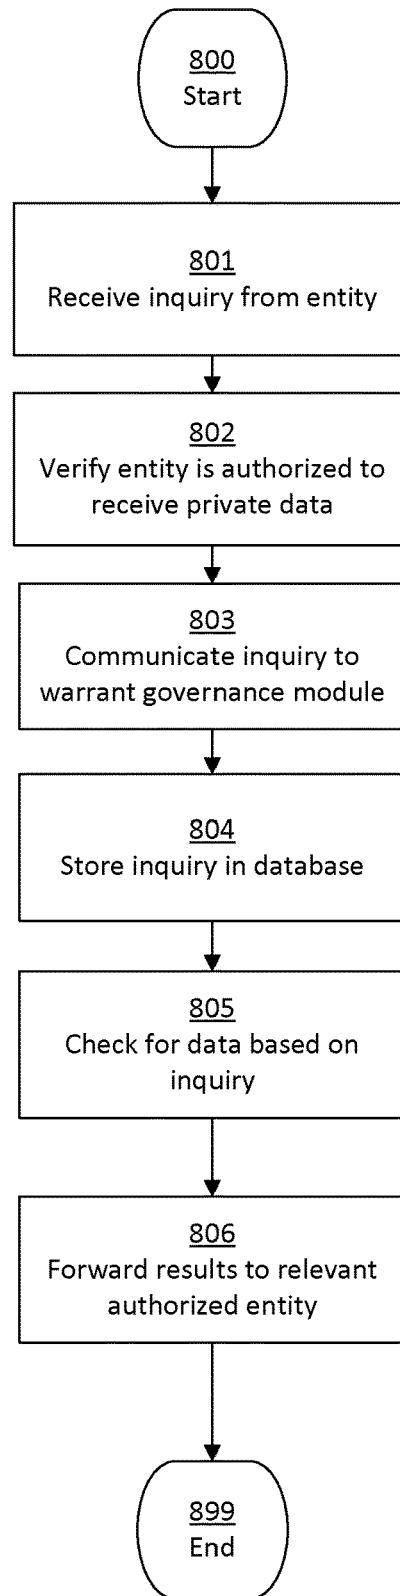 800
Start
801
Receive inquiry from entity
802
Verify entity is authorized to
receive private data
803
Communicate inquiry to
warrant governance module
804
Store inquiry in database
805
Check for data based on
inquiry
806
Forward results to relevant
authorized entity
899
End